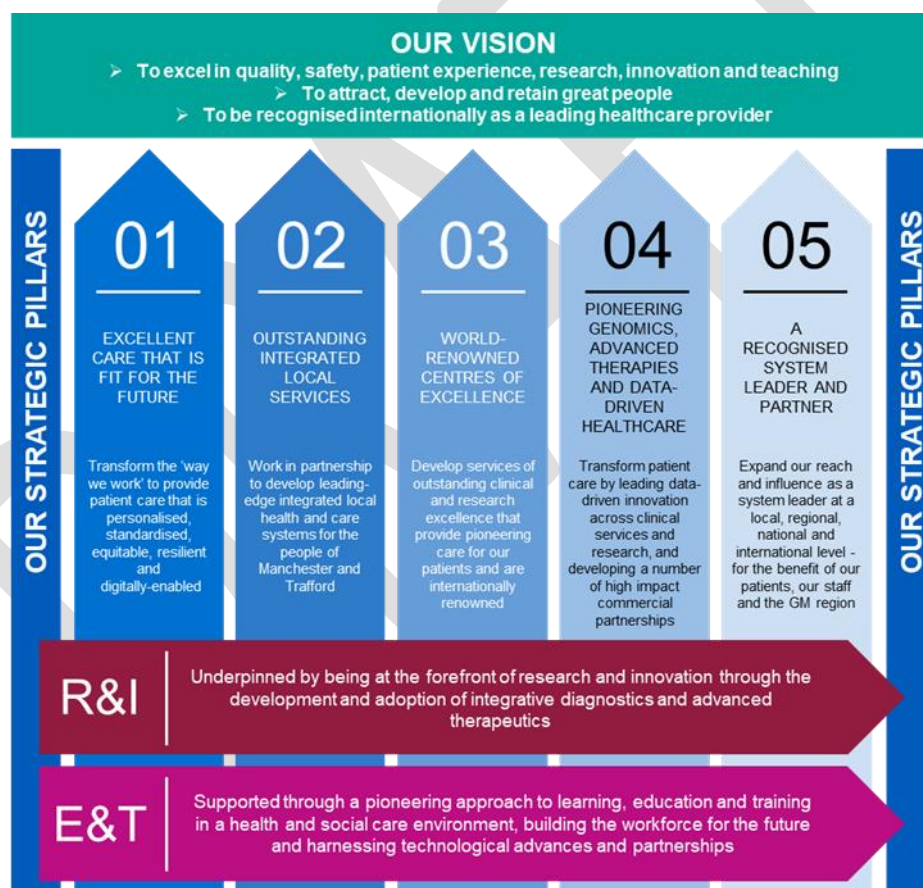 OUR VISION
➢ To excel in quality, safety, patient experience, research, innovation and teaching
➢ To attract, develop and retain great people
➢ To be recognised internationally as a leading healthcare provider
OUR STRATEGIC PILLARS
01
EXCELLENT
CARE THAT IS
FIT FOR THE
FUTURE
Transform the 'way
we work' to provide
patient care that is
personalised,
standardised,
equitable, resilient
and
digitally-enabled
02
OUTSTANDING
INTEGRATED
LOCAL
SERVICES
Work in partnership
to develop leading-
edge integrated local
health and care
systems for the
people of
Manchester and
Trafford
03
WORLD-
RENOWNED
CENTRES OF
EXCELLENCE
Develop services of
outstanding clinical
and research
excellence that
provide pioneering
care for our
patients and are
internationally
renowned
04
PIONEERING
GENOMICS,
ADVANCED
THERAPIES
AND DATA-
DRIVEN
HEALTHCARE
Transform patient
care by leading data-
driven innovation
across clinical
services and
research, and
developing a number
of high impact
commercial
partnerships
05
A
RECOGNISED
SYSTEM
LEADER AND
PARTNER
Expand our reach
and influence as a
system leader at a
local, regional,
national and
international level -
for the benefit of our
patients, our staff
and the GM region
OUR STRATEGIC PILLARS
R&I
Underpinned by being at the forefront of research and innovation through the
development and adoption of integrative diagnostics and advanced
therapeutics
E&T
Supported through a pioneering approach to learning, education and training
in a health and social care environment, building the workforce for the future
and harnessing technological advances and partnerships